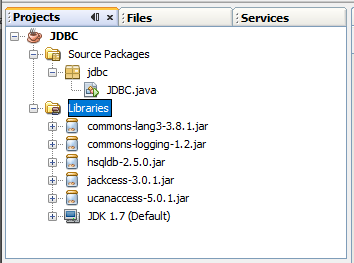 Projects Files Services
JDBC
Source Packages
jdbc
JDBC.java
Libraries
commons-lang3-3.8.1.jar
commons-logging-1.2.jar
hsqldb-2.5.0.jar
jackcess-3.0.1.jar
ucanaccess-5.0.1.jar
JDK 1.7 (Default)